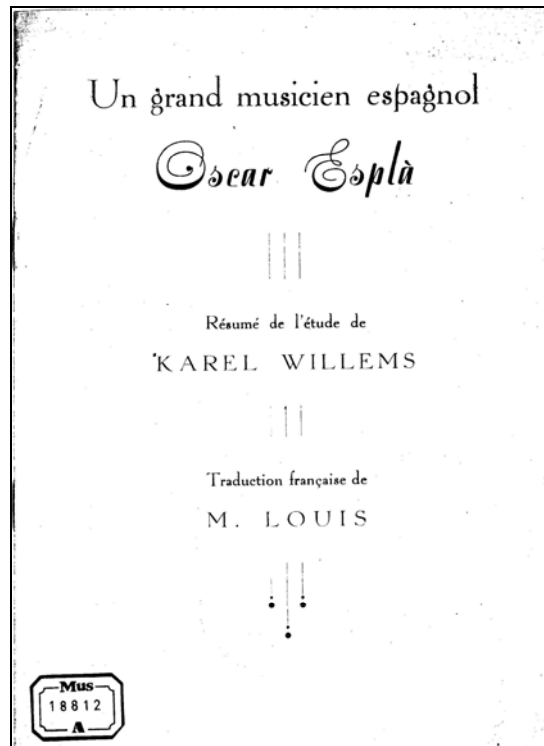 Un grand musicien espagnol
Oscar Esplà
Résumé de l'étude de
KAREL WILLEMS
Traduction française de
M. LOUIS
Mus
18812
A